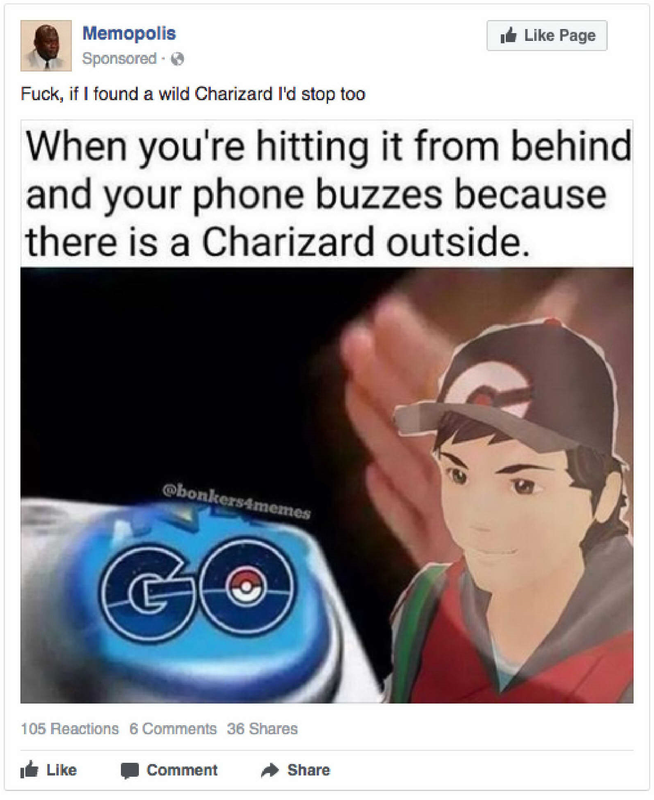 Memopolis
Sponsored ·
Like Page
Fuck, if I found a wild Charizard I'd stop too
When you're hitting it from behind
and your phone buzzes because
there is a Charizard outside.
@bonkers4memes
GO
105 Reactions 6 Comments 36 Shares
Like Comment Share